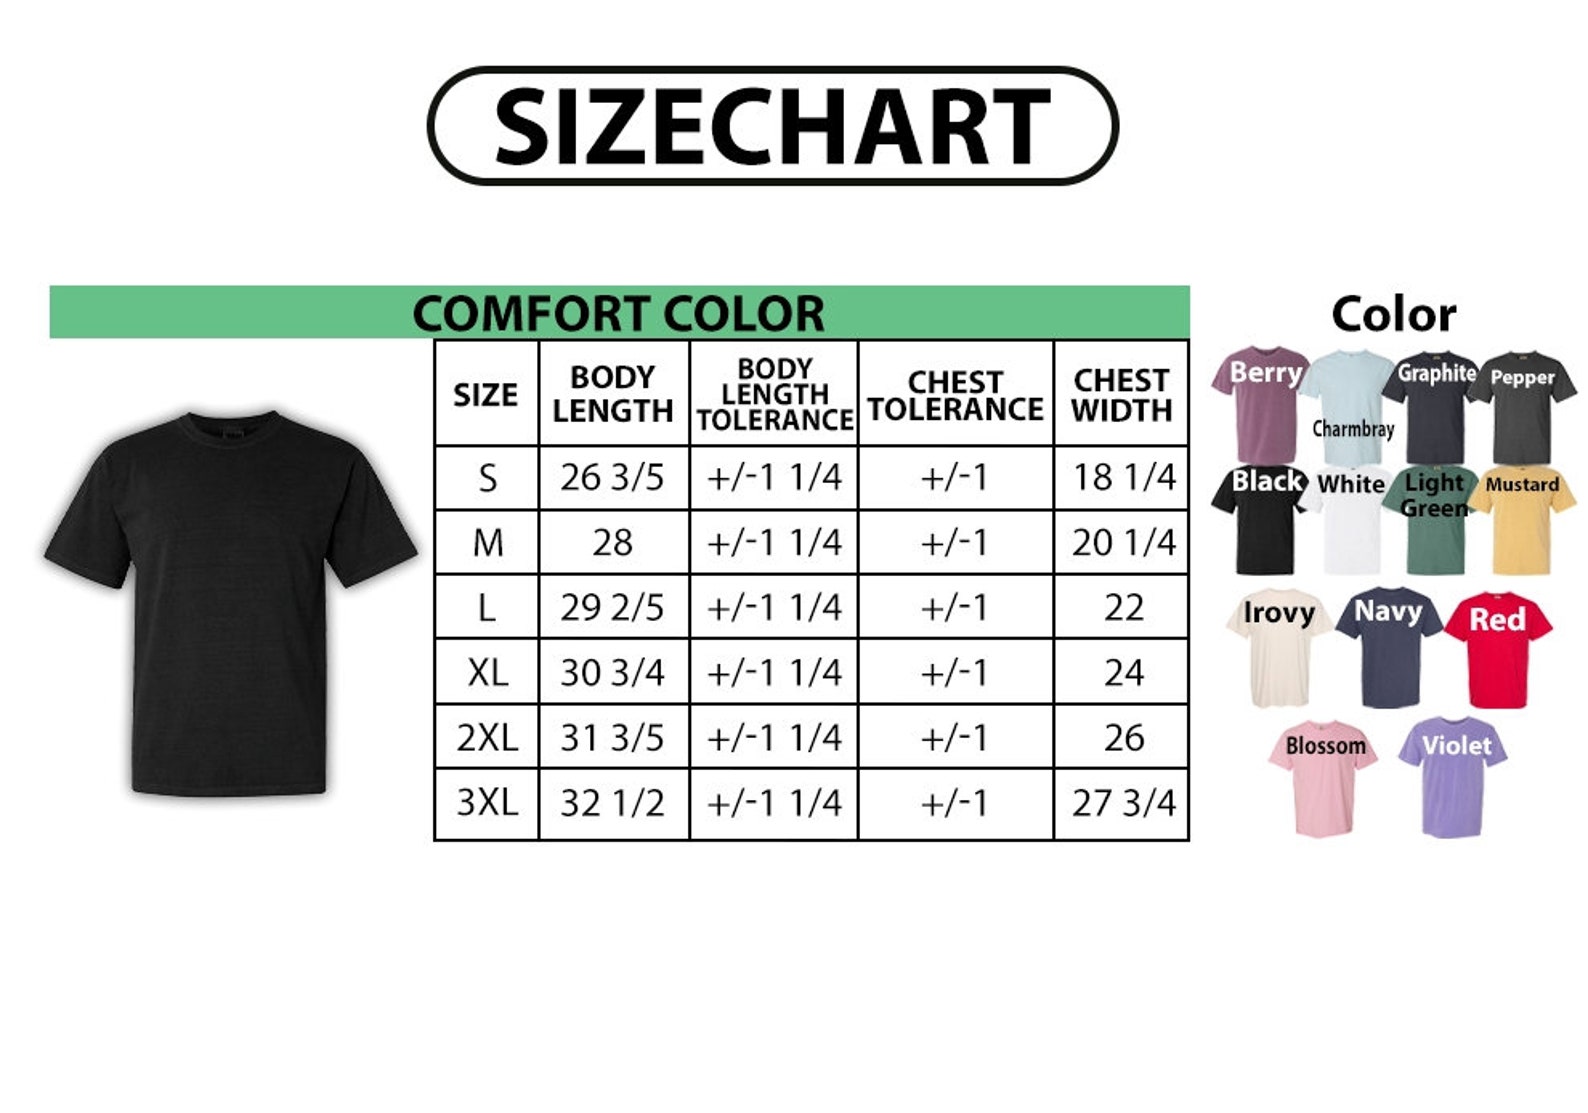 SIZECHART
COMFORT COLOR
SIZE
BODY
LENGTH
BODY
LENGTH
TOLERANCE
CHEST
TOLERANCE
CHEST
WIDTH
S 26 3/5 +/-1 1/4 +/-1 18 1/4
M 28 +/-1 1/4 +/-1 20 1/4
L 29 2/5 +/-1 1/4 +/-1 22
XL 30 3/4 +/-1 1/4 +/-1 24
2XL 31 3/5 +/-1 1/4 +/-1 26
3XL 32 1/2 +/-1 1/4 +/-1 27 3/4
Color
Berry
Charmbray
Graphite
Pepper
Black
White
Light
Green
Mustard
Irovy
Navy
Red
Blossom
Violet